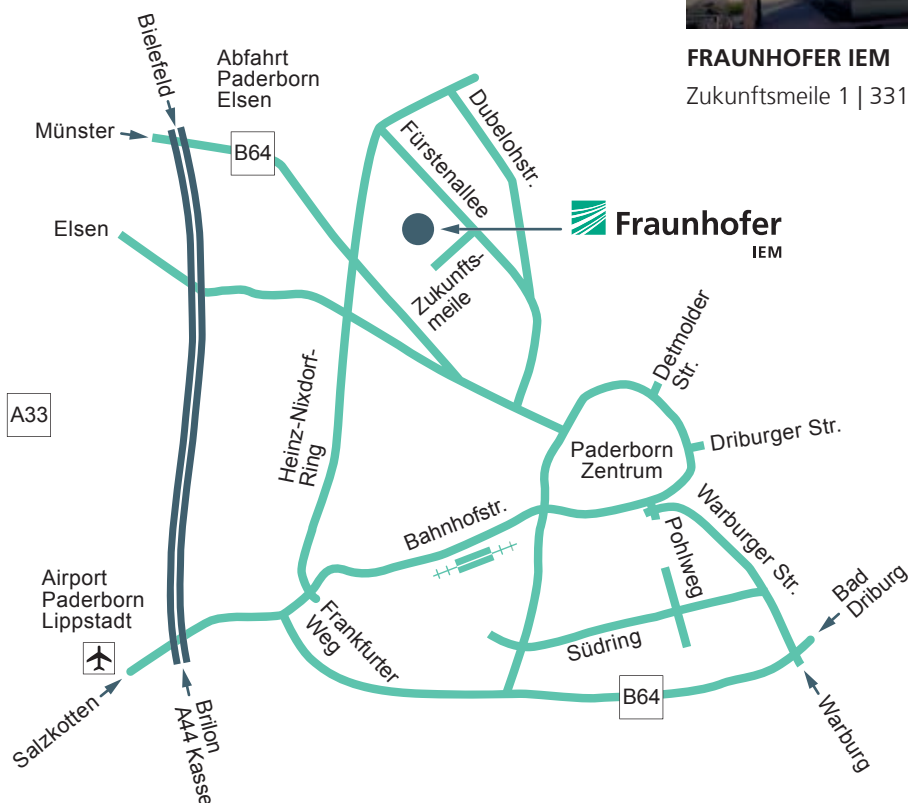 FRAUNHOFER IEM
Zukunftsmeile 1 | 331
Bielefeld
Abfahrt
Paderborn
Elsen
Münster
B64
Elsen
Fürstenallee
Dubelohstr.
Fraunhofer
IEM
Zukunfts-
meile
A33
Heinz-Nixdorf-
Ring
Detmolder
Str.
Driburger Str.
Paderborn
Zentrum
Bahnhofstr.
Warburger Str.
Pohlweg
Bad
Driburg
Airport
Paderborn
Lippstadt
Frankfurter
Weg
Südring
B64
Salzkotten
Brilon
A44 Kasse
Warburg